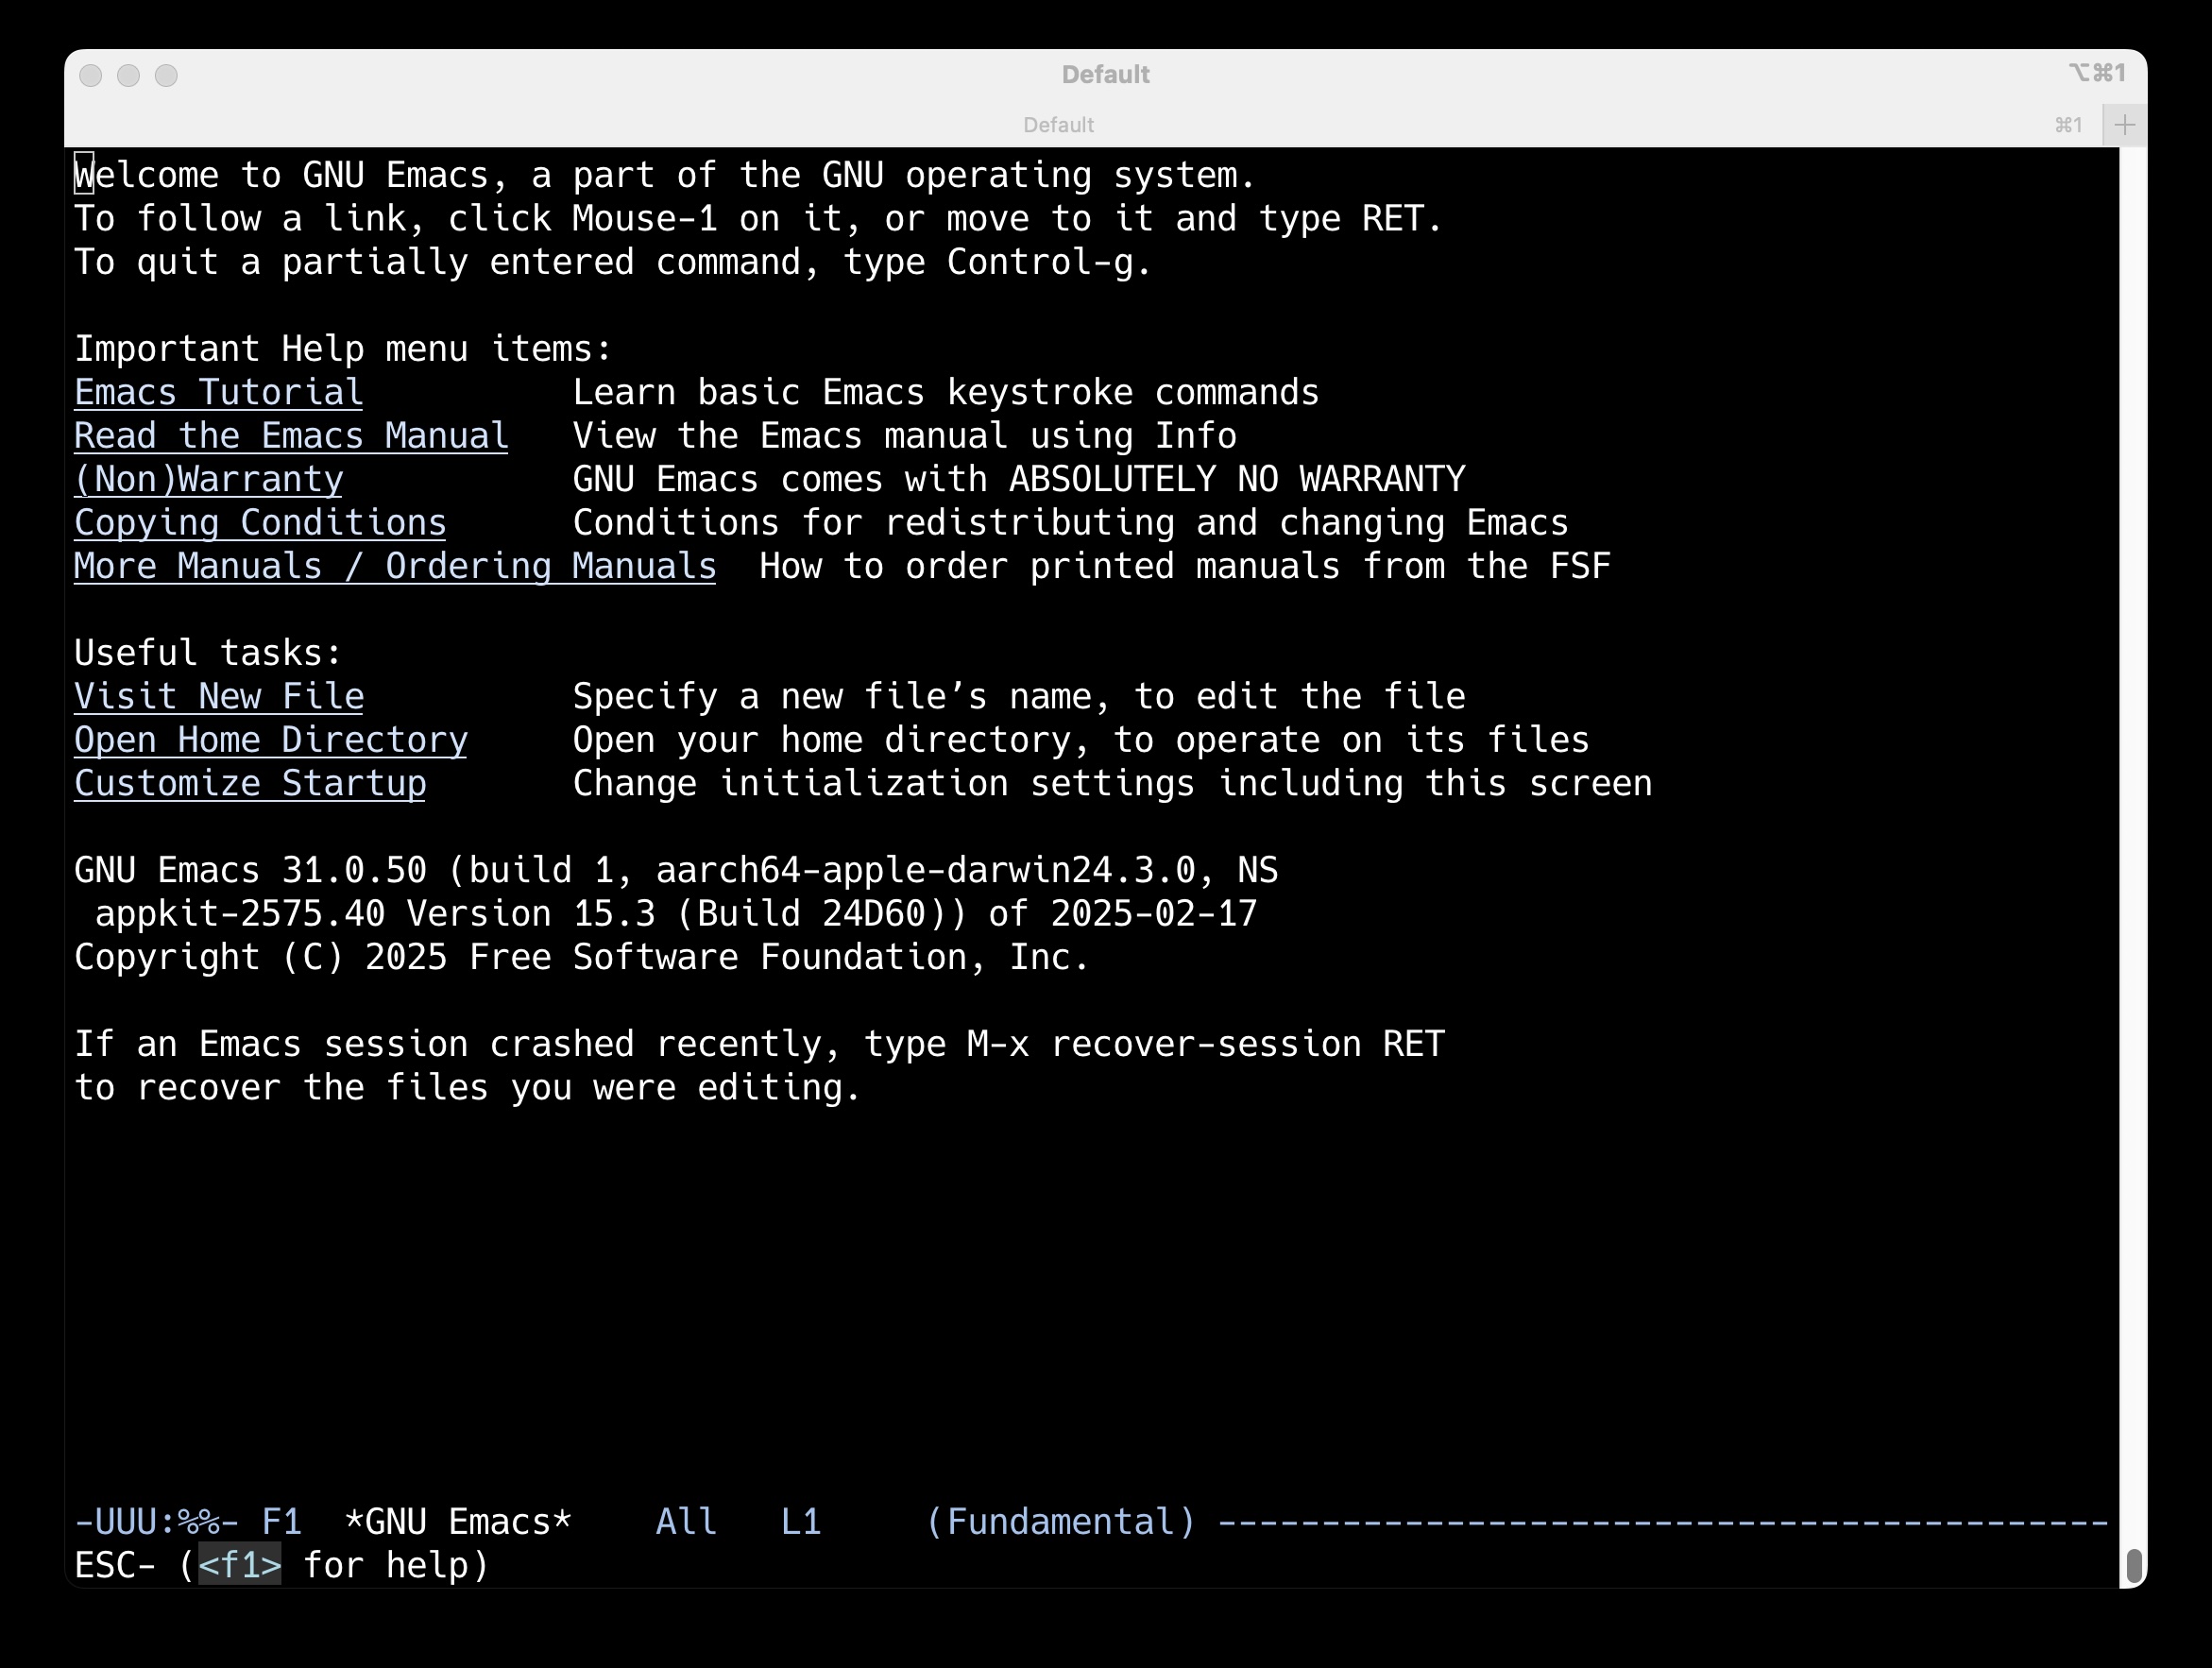 Default
⌥⌘1
Default
⌘1
Welcome to GNU Emacs, a part of the GNU operating system.
To follow a link, click Mouse-1 on it, or move to it and type RET.
To quit a partially entered command, type Control-g.
Important Help menu items:
Emacs Tutorial          Learn basic Emacs keystroke commands
Read the Emacs Manual   View the Emacs manual using Info
(Non)Warranty           GNU Emacs comes with ABSOLUTELY NO WARRANTY
Copying Conditions      Conditions for redistributing and changing Emacs
More Manuals / Ordering Manuals  How to order printed manuals from the FSF
Useful tasks:
Visit New File          Specify a new file’s name, to edit the file
Open Home Directory     Open your home directory, to operate on its files
Customize Startup       Change initialization settings including this screen
GNU Emacs 31.0.50 (build 1, aarch64-apple-darwin24.3.0, NS
 appkit-2575.40 Version 15.3 (Build 24D60)) of 2025-02-17
Copyright (C) 2025 Free Software Foundation, Inc.
If an Emacs session crashed recently, type M-x recover-session RET
to recover the files you were editing.
-UUU:%%- F1  *GNU Emacs*    All   L1     (Fundamental) -------------------------------------------
ESC- (<f1> for help)